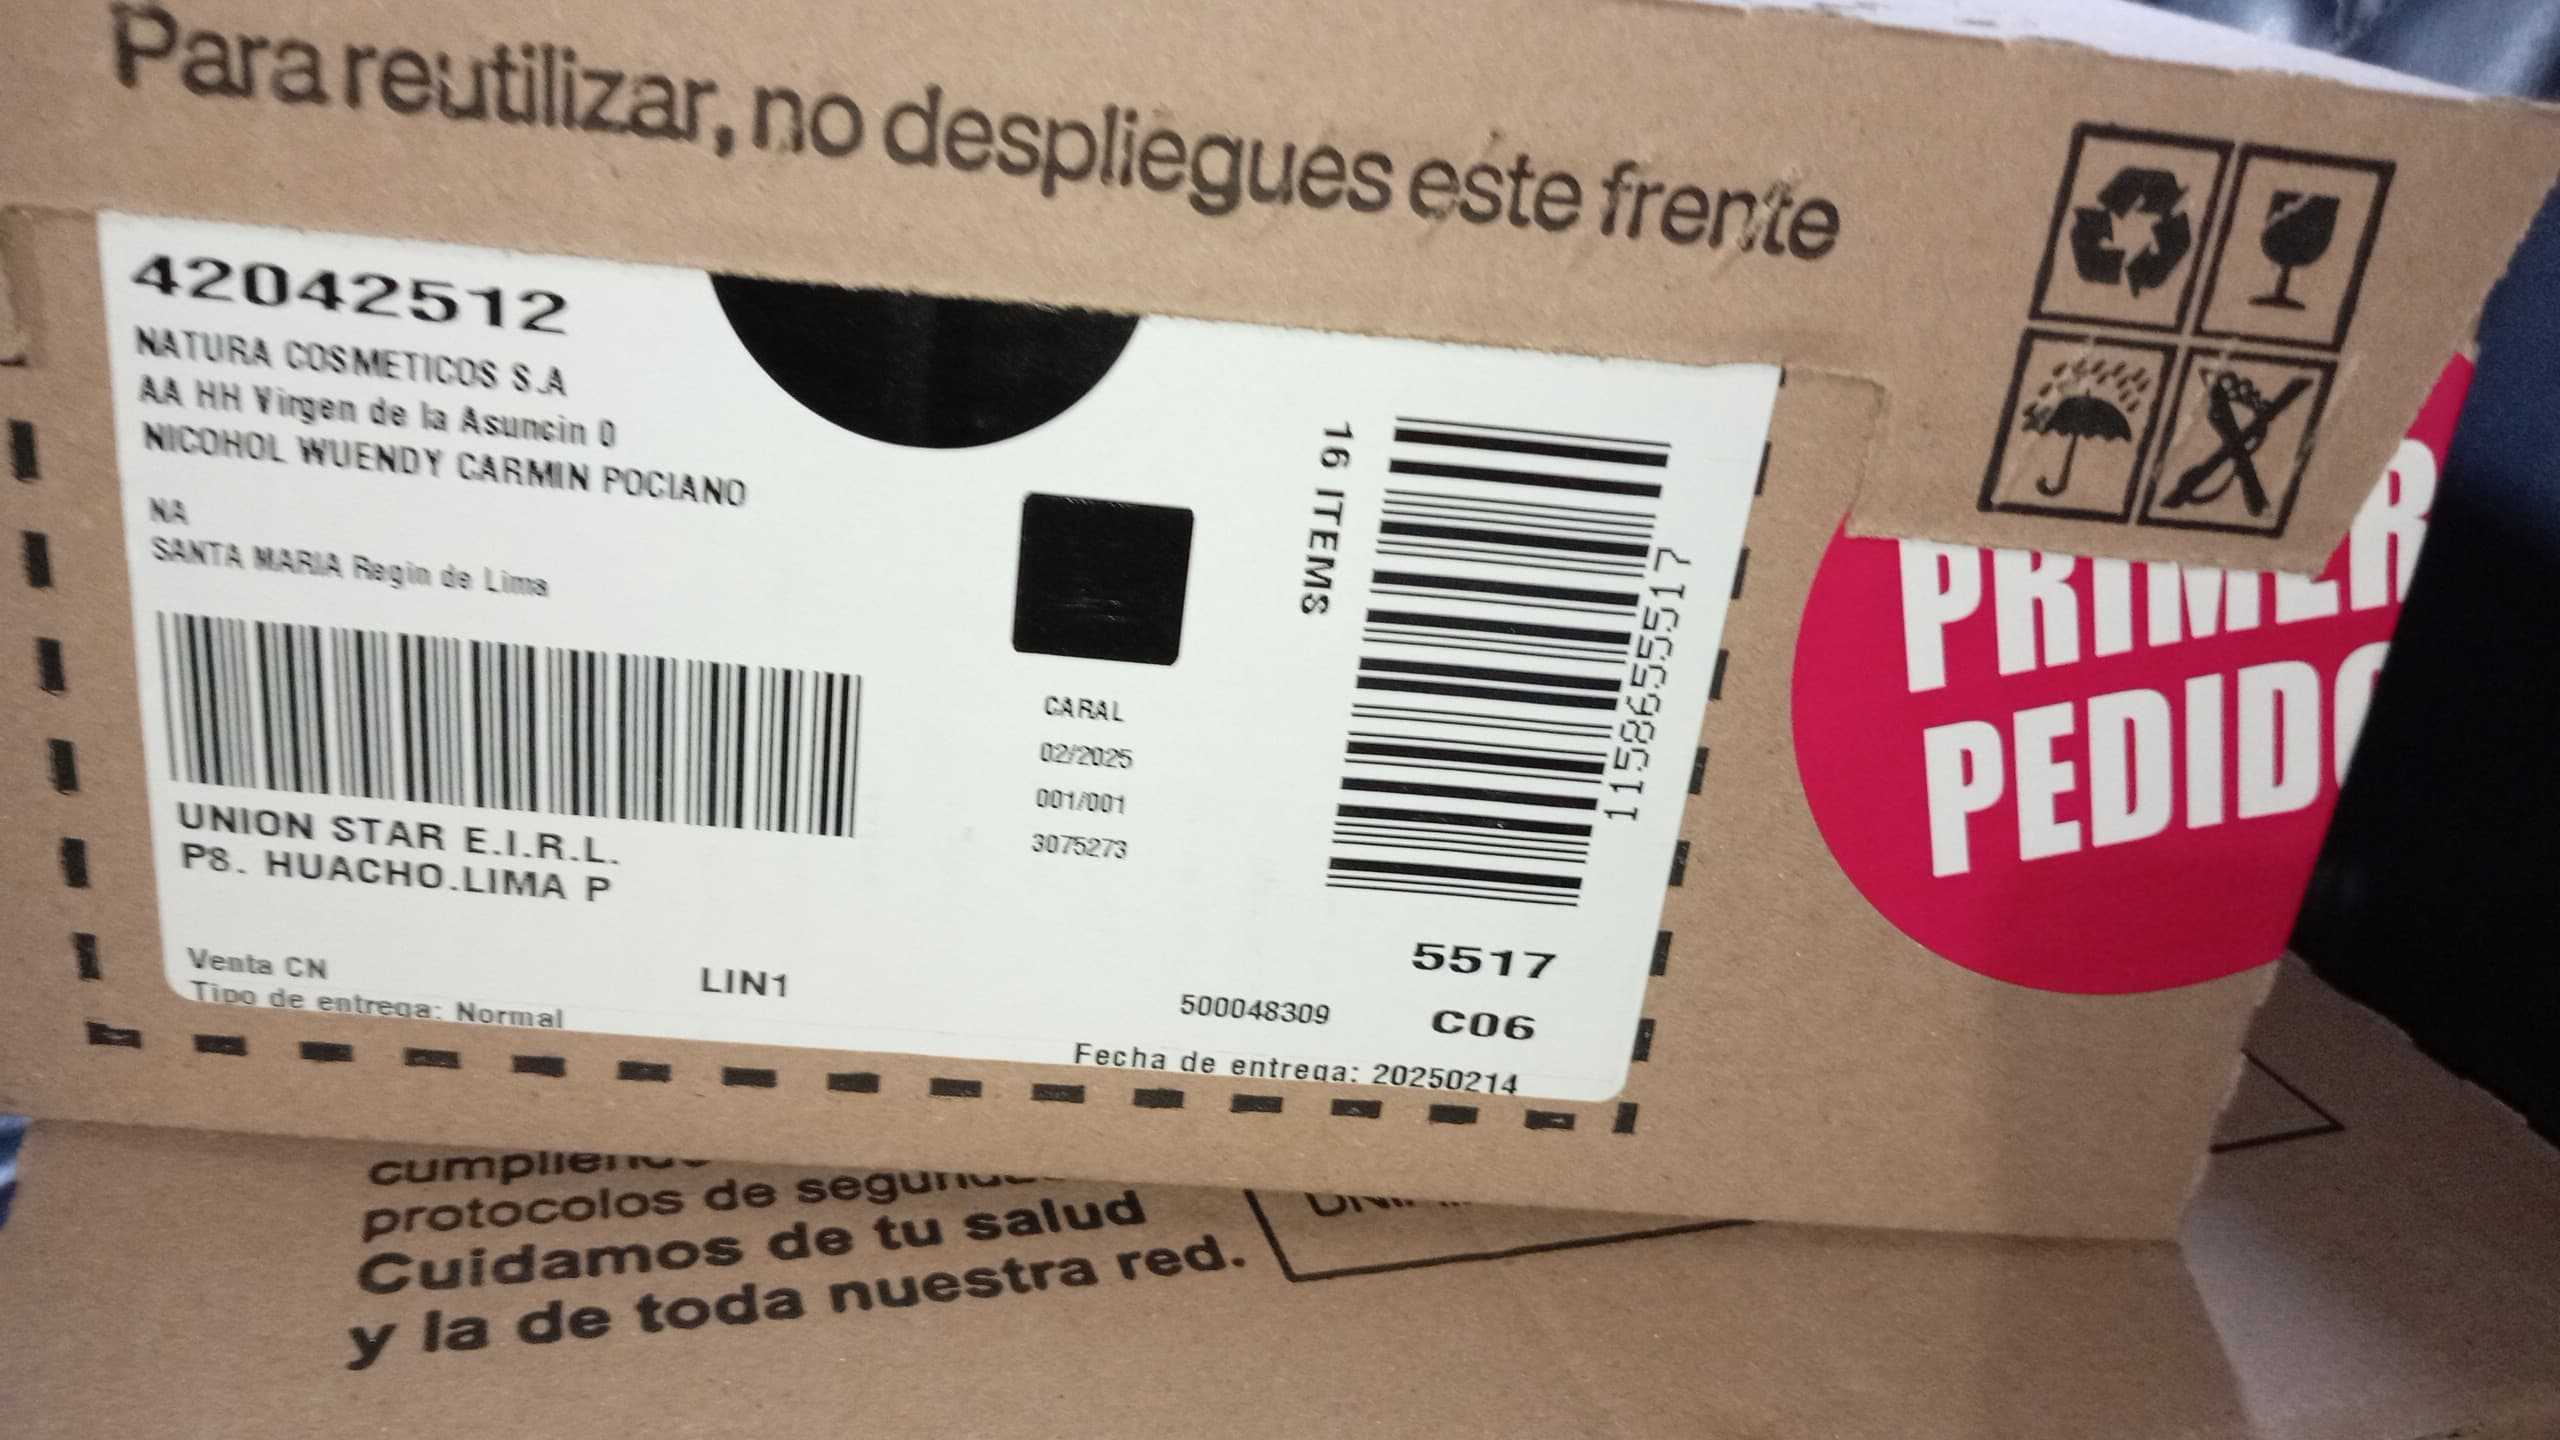 Para reutilizar, no despliegues este frente
42042512
NATURA COSMETICOS S.A
AA HH Virgen de la Asuncin 0
NICOHOL WUENDY CARMIN POCIANO
NA
SANTA MARIA Regin de Lima
UNION STAR E.I.R.L.
P8. HUACHO.LIMA P
Venta CN
Tipo de entrega: Normal
LIN1
CARAL
02/2025
001/001
3075273
16 ITEMS
11586555517
5517
500048309
C06
Fecha de entrega: 20250214
PRIMER
PEDIDO
protocolos de
Cuidamos de tu salud
y la de toda nuestra red.